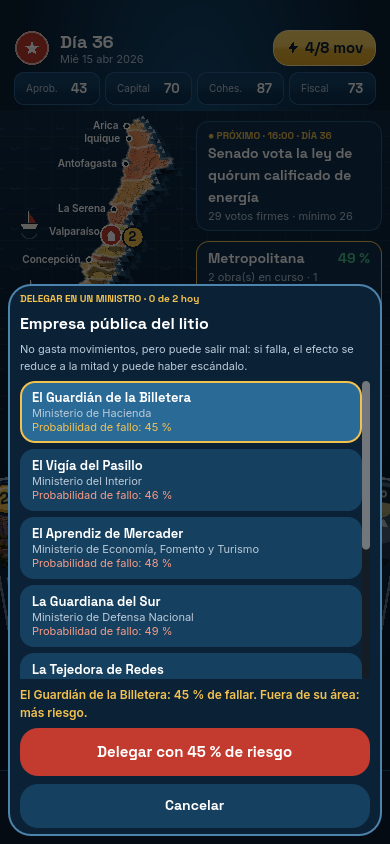 Día 36
Mié 15 abr 2026
4/8 mov
Aprob. 43
Capital 70
Cohes. 87
Fiscal 73
Arica
Iquique
Antofagasta
La Serena
Valparaíso
2
Concepción
● PRÓXIMO · 16:00 · DÍA 36
Senado vota la ley de
quórum calificado de
energía
29 votos firmes · mínimo 26
Metropolitana 49 %
2 obra(s) en curso · 1
DELEGAR EN UN MINISTRO · 0 de 2 hoy
Empresa pública del litio
No gasta movimientos, pero puede salir mal: si falla, el efecto se
reduce a la mitad y puede haber escándalo.
El Guardián de la Billetera
Ministerio de Hacienda
Probabilidad de fallo: 45 %
El Vigía del Pasillo
Ministerio del Interior
Probabilidad de fallo: 46 %
El Aprendiz de Mercader
Ministerio de Economía, Fomento y Turismo
Probabilidad de fallo: 48 %
La Guardiana del Sur
Ministerio de Defensa Nacional
Probabilidad de fallo: 49 %
La Tejedora de Redes
El Guardián de la Billetera: 45 % de fallar. Fuera de su área:
más riesgo.
Delegar con 45 % de riesgo
Cancelar